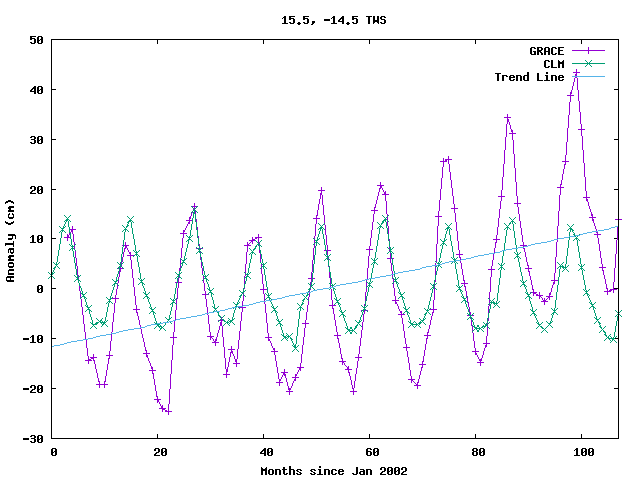 15.5, -14.5 TWS
50
40
30
20
10
0
-10
-20
-30
Anomaly (cm)
GRACE
CLM
Trend Line
0 20 40 60 80 100
Months since Jan 2002